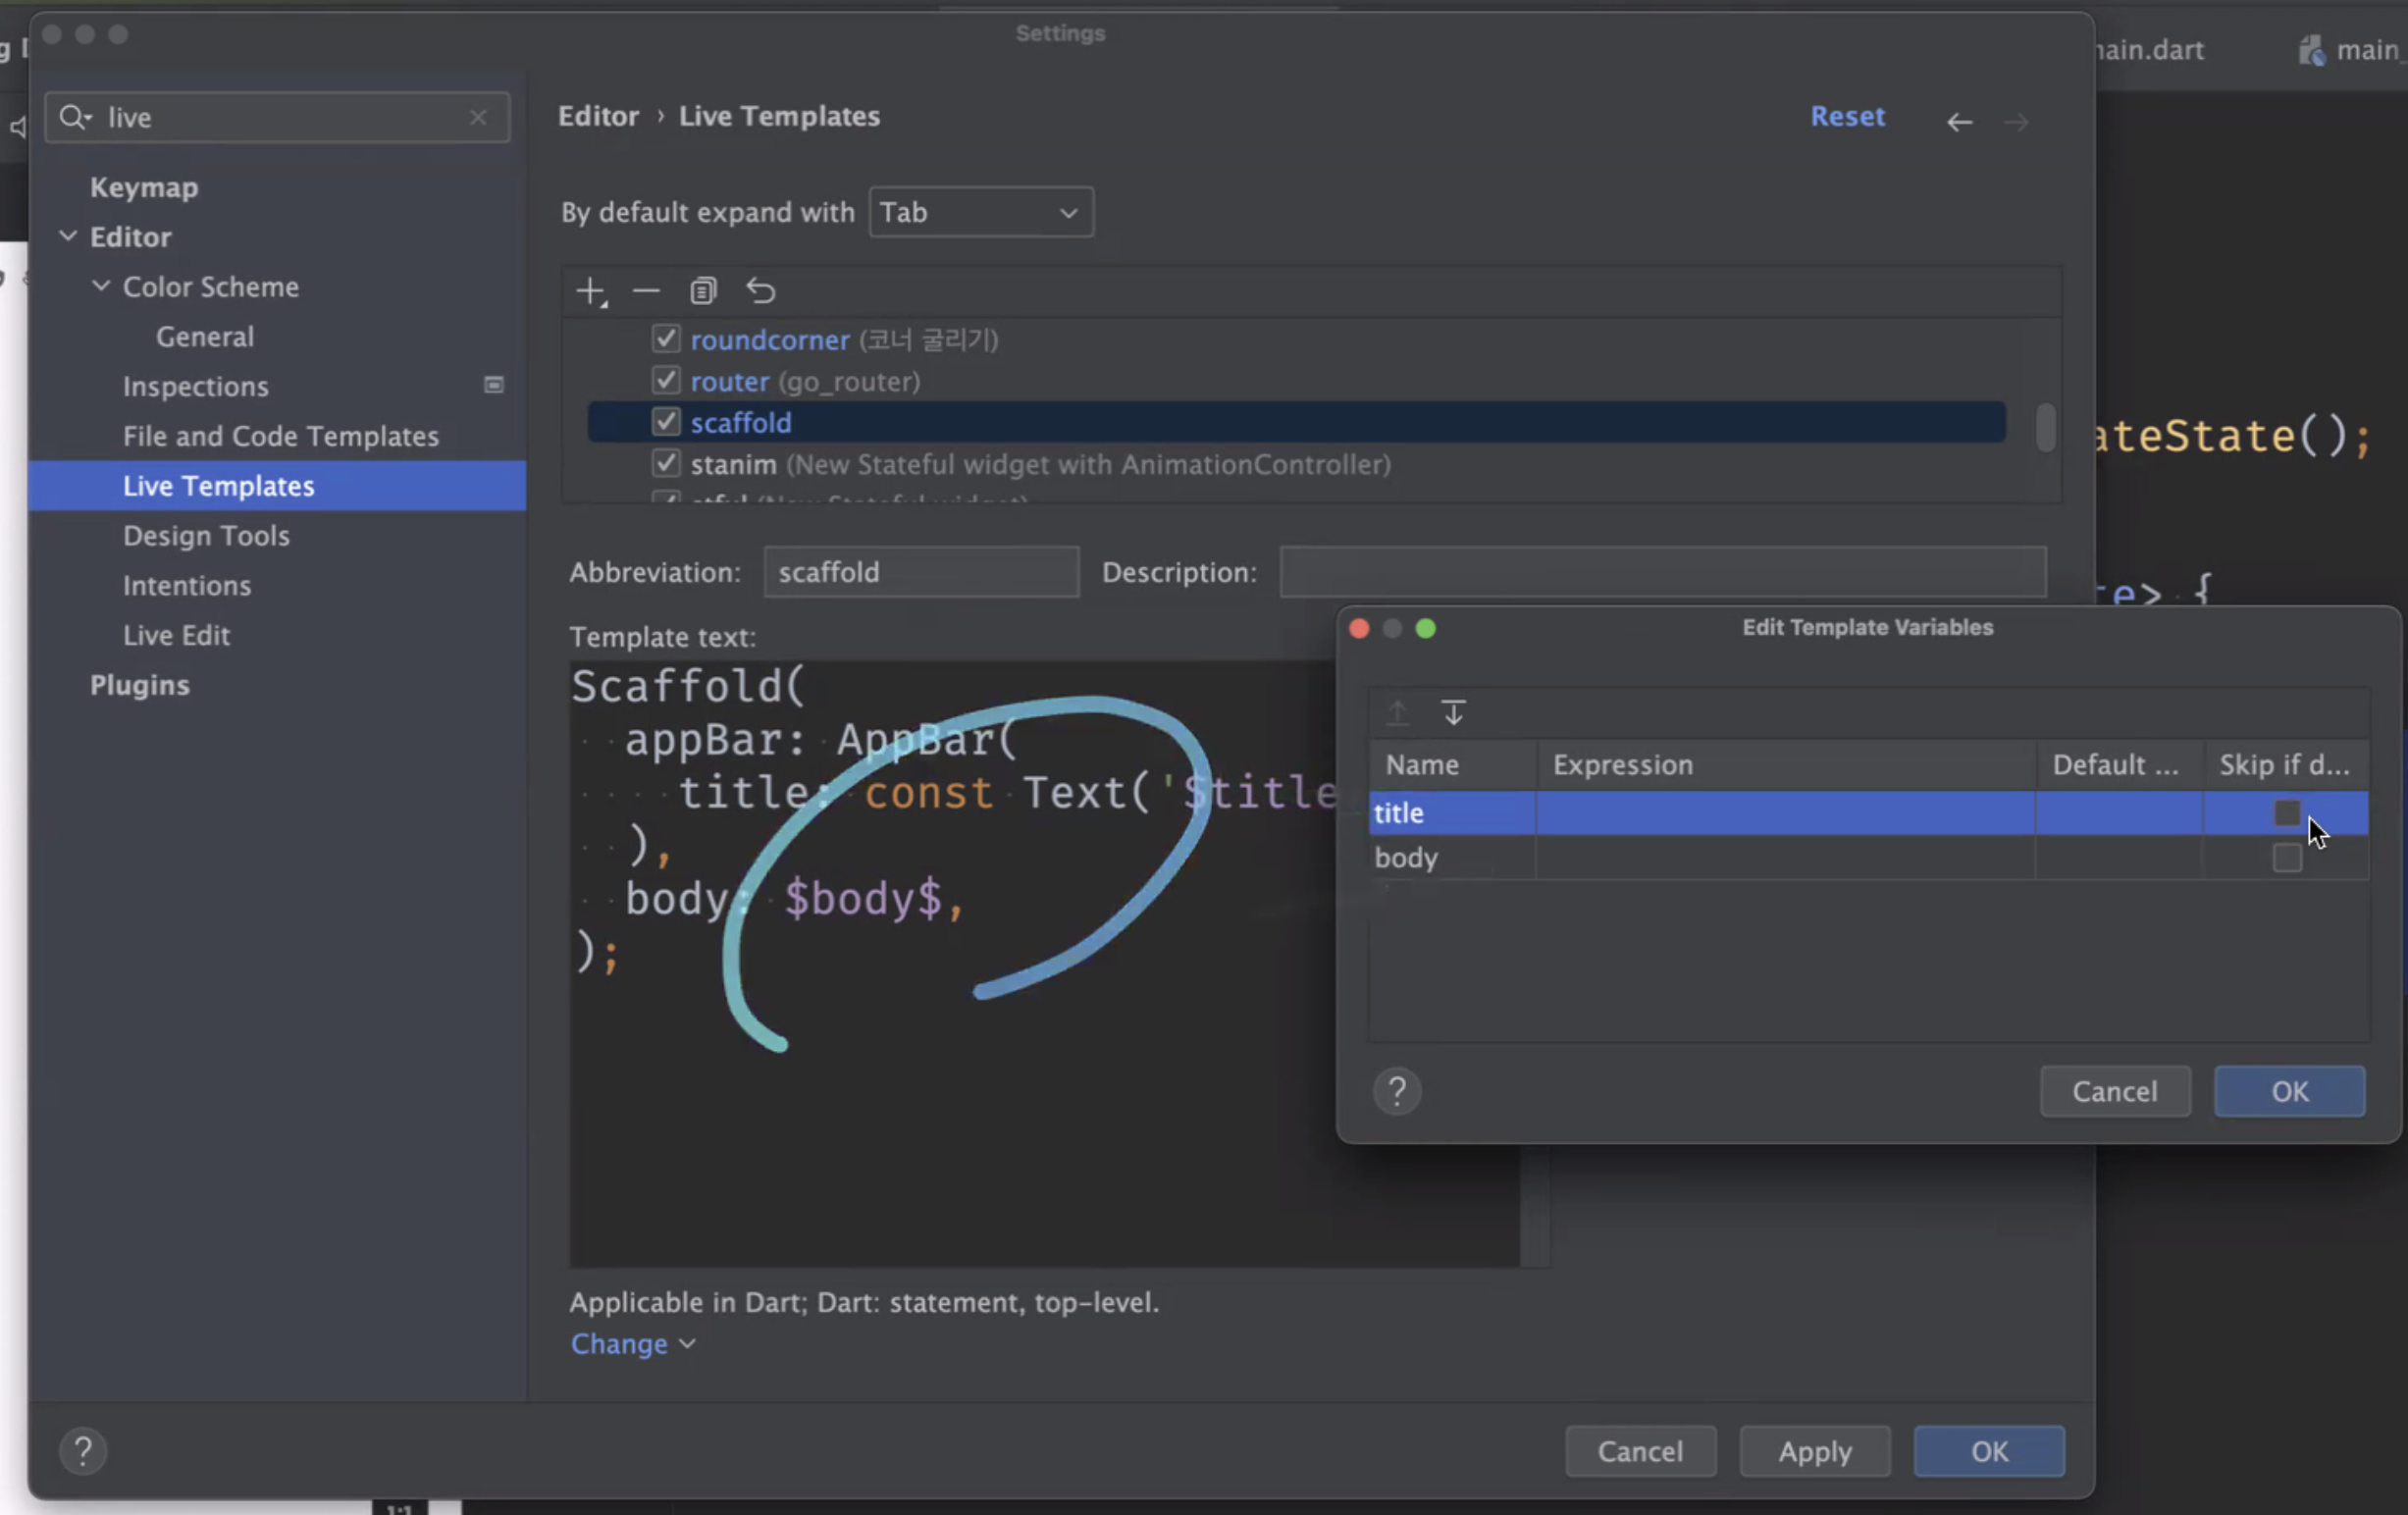 Settings
main_
live
Keymap
Editor
Color Scheme
General
Inspections
File and Code Templates
Live Templates
Design Tools
Intentions
Live Edit
Plugins
Editor › Live Templates
Reset
By default expand with Tab
roundcorner (코너 굴리기)
router (go_router)
scaffold
stanim (New Stateful widget with AnimationController)
ateState();
Abbreviation: scaffold Description:
e> {
Template text:
Scaffold(
appBar: AppBar(
title: const Text('$title
),
body: $body$,
);
Edit Template Variables
Name Expression Default ... Skip if d...
title
body
? Cancel OK
Applicable in Dart; Dart: statement, top-level.
Change
? Cancel Apply OK